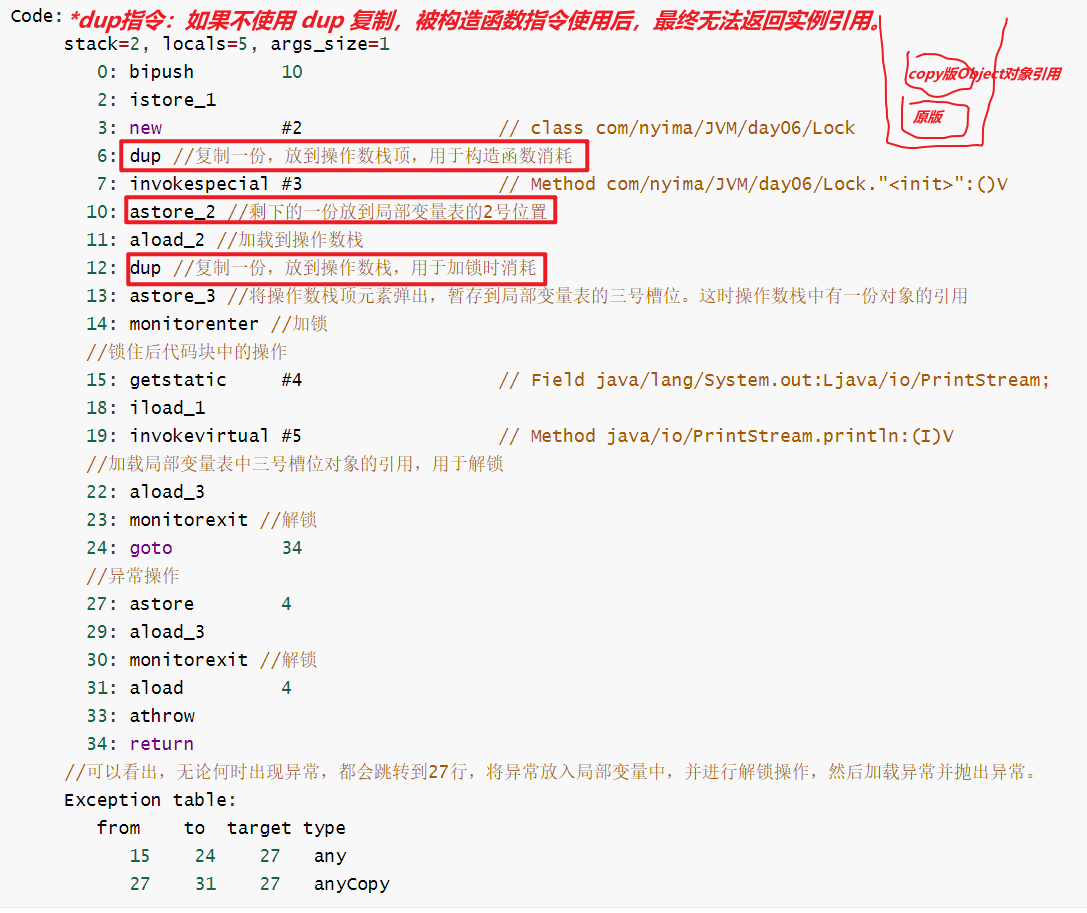 Code: *dup指令：如果不使用 dup 复制，被构造函数指令使用后，最终无法返回实例引用。
stack=2, locals=5, args_size=1
0: bipush 10
copy版Object对象引用
2: istore_1
原版
3: new #2 // class com/nyima/JVM/day06/Lock
6: dup //复制一份，放到操作数栈顶，用于构造函数消耗
7: invokespecial #3 // Method com/nyima/JVM/day06/Lock."<init>":()V
10: astore_2 //剩下的一份放到局部变量表的2号位置
11: aload_2 //加载到操作数栈
12: dup //复制一份，放到操作数栈，用于加锁时消耗
13: astore_3 //将操作数栈顶元素弹出，暂存到局部变量表的三号槽位。这时操作数栈中有一份对象的引用
14: monitorenter //加锁
//锁住后代码块中的操作
15: getstatic #4 // Field java/lang/System.out:Ljava/io/PrintStream;
18: iload_1
19: invokevirtual #5 // Method java/io/PrintStream.println:(I)V
//加载局部变量表中三号槽位对象的引用，用于解锁
22: aload_3
23: monitorexit //解锁
24: goto 34
//异常操作
27: astore 4
29: aload_3
30: monitorexit //解锁
31: aload 4
33: athrow
34: return
//可以看出，无论何时出现异常，都会跳转到27行，将异常放入局部变量中，并进行解锁操作，然后加载异常并抛出异常。
Exception table:
from to target type
15 24 27 any
27 31 27 anyCopy